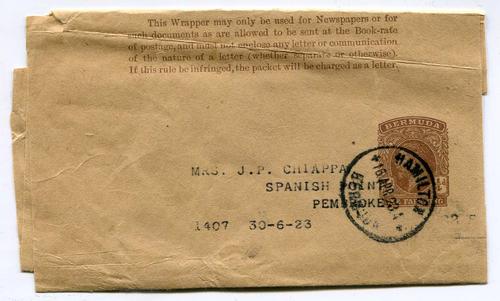 This Wrapper may only be used for Newspapers or for
such documents as are allowed to be sent at the Book-rate
of postage, and must not enclose any letter or communication
of the nature of a letter (whether separate or otherwise).
If this rule be infringed, the packet will be charged as a letter.
BERMUDA
HAMILTON
MRS. J.P. CHIAPPA
SPANISH POINT
PEMBROKE
1407 30-6-23